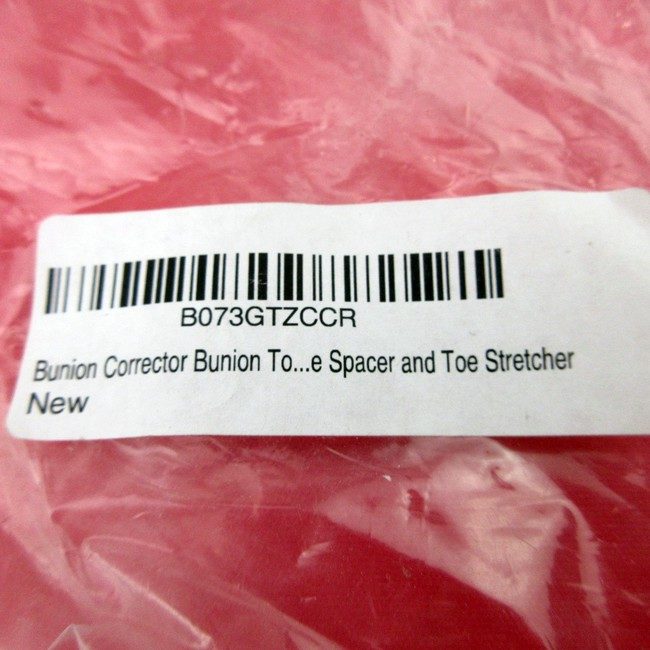 B073GTZCCR
Bunion Corrector Bunion To...e Spacer and Toe Stretcher
New